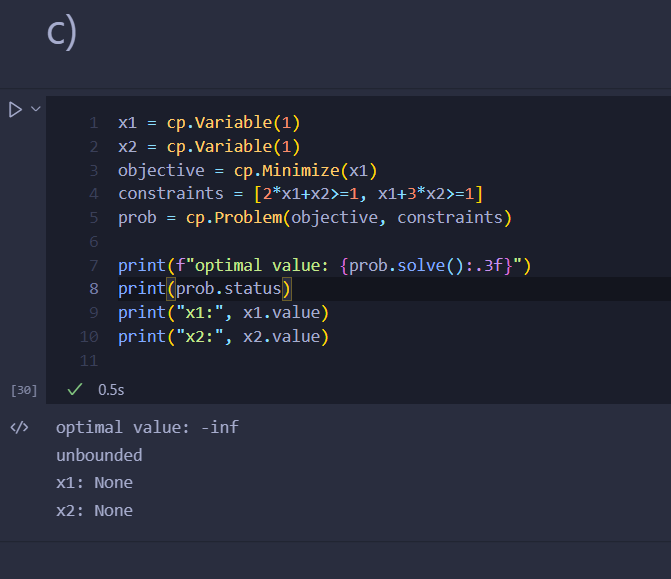 c)
1 x1 = cp.Variable(1)
2 x2 = cp.Variable(1)
3 objective = cp.Minimize(x1)
4 constraints = [2*x1+x2>=1, x1+3*x2>=1]
5 prob = cp.Problem(objective, constraints)
6
7 print(f"optimal value: {prob.solve():.3f}")
8 print(prob.status)
9 print("x1:", x1.value)
10 print("x2:", x2.value)
11
[30] ✓ 0.5s
</> optimal value: -inf
unbounded
x1: None
x2: None